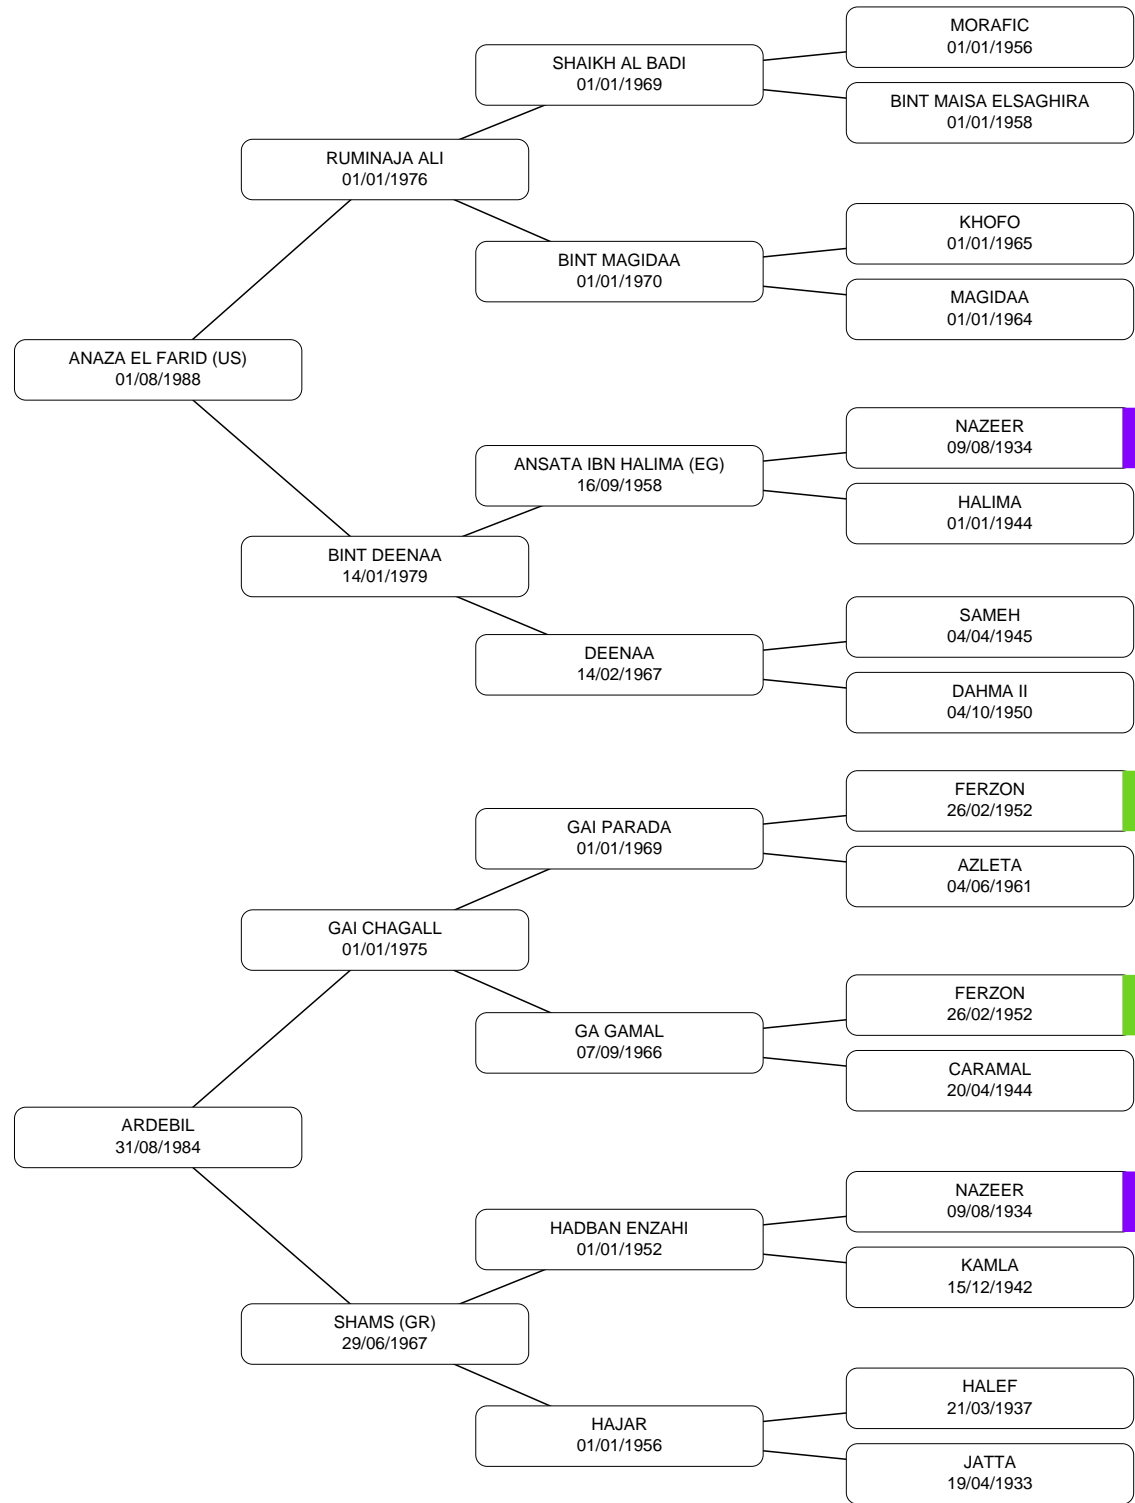 MORAFIC
01/01/1956
SHAIKH AL BADI
01/01/1969
BINT MAISA ELSAGHIRA
01/01/1958
RUMINAJA ALI
01/01/1976
KHOFO
01/01/1965
BINT MAGIDAA
01/01/1970
MAGIDAA
01/01/1964
ANAZA EL FARID (US)
01/08/1988
NAZEER
09/08/1934
ANSATA IBN HALIMA (EG)
16/09/1958
HALIMA
01/01/1944
BINT DEENAA
14/01/1979
SAMEH
04/04/1945
DEENAA
14/02/1967
DAHMA II
04/10/1950
FERZON
26/02/1952
GAI PARADA
01/01/1969
AZLETA
04/06/1961
GAI CHAGALL
01/01/1975
FERZON
26/02/1952
GA GAMAL
07/09/1966
CARAMAL
20/04/1944
ARDEBIL
31/08/1984
NAZEER
09/08/1934
HADBAN ENZAHI
01/01/1952
KAMLA
15/12/1942
SHAMS (GR)
29/06/1967
HALEF
21/03/1937
HAJAR
01/01/1956
JATTA
19/04/1933